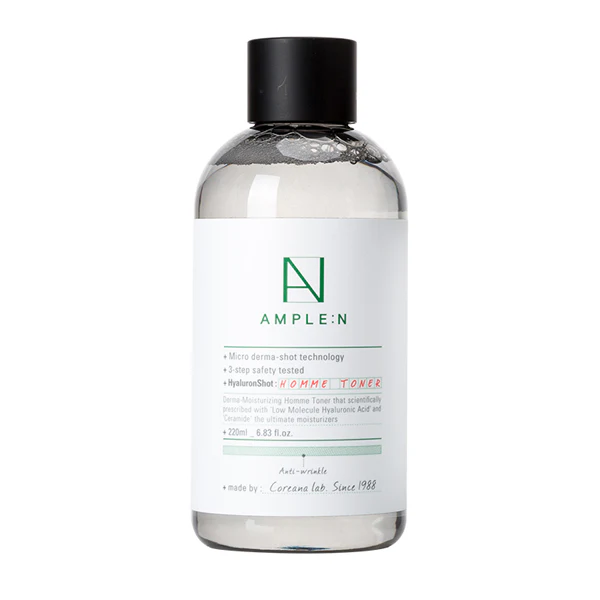 AN
AMPLE:N
+ Micro derma-shot technology
+ 3-step safety tested
+ HyaluronShot: HOMME TONER
Derma-Moisturizing Homme Toner that scientifically
prescribed with 'Low Molecule Hyaluronic Acid' and
'Ceramide' the ultimate moisturizers
+ 220ml _ 6.83 fl.oz.
Anti-wrinkle
+ made by: Coreana lab. Since 1988